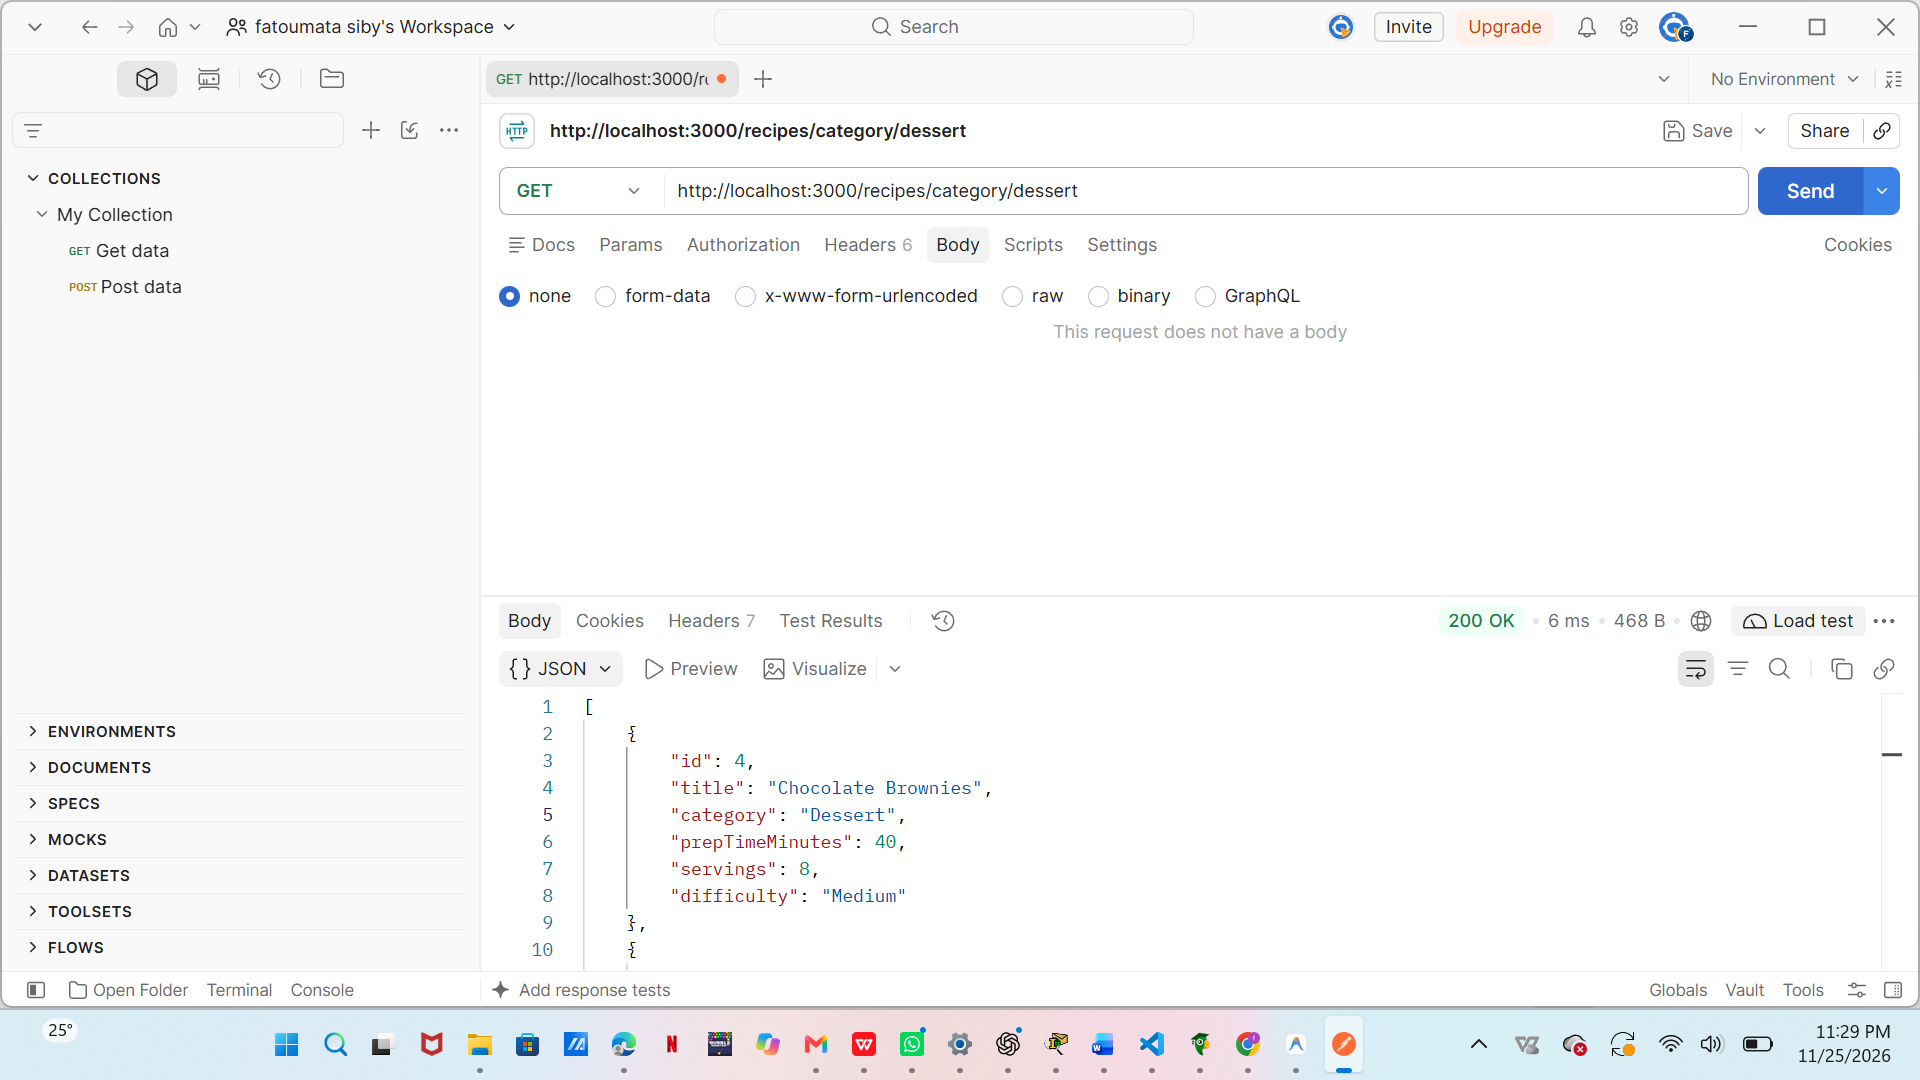 fatoumata siby's Workspace
Search
Invite
Upgrade
GET http://localhost:3000/re
No Environment
HTTP
http://localhost:3000/recipes/category/dessert
Save
Share
COLLECTIONS
My Collection
GET Get data
POST Post data
GET
http://localhost:3000/recipes/category/dessert
Send
Docs
Params
Authorization
Headers 6
Body
Scripts
Settings
Cookies
none
form-data
x-www-form-urlencoded
raw
binary
GraphQL
This request does not have a body
Body
Cookies
Headers 7
Test Results
200 OK
6 ms
468 B
Load test
{} JSON
Preview
Visualize
1 [
2 {
3 "id": 4,
4 "title": "Chocolate Brownies",
5 "category": "Dessert",
6 "prepTimeMinutes": 40,
7 "servings": 8,
8 "difficulty": "Medium"
9 },
10 {
ENVIRONMENTS
DOCUMENTS
SPECS
MOCKS
DATASETS
TOOLSETS
FLOWS
Open Folder
Terminal
Console
Add response tests
Globals
Vault
Tools
25°
11:29 PM
11/25/2026